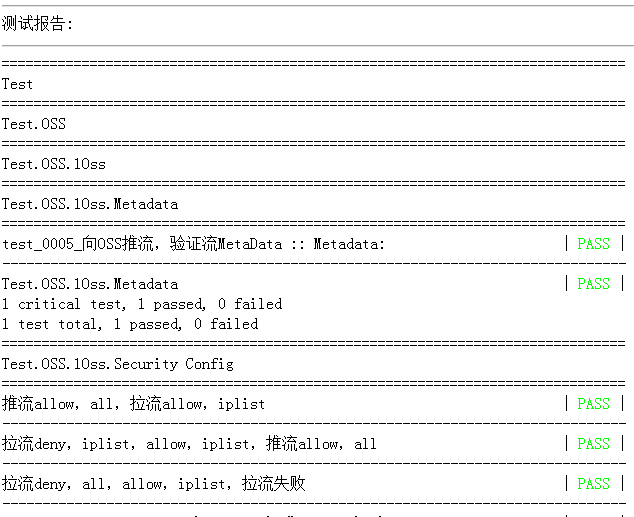 测试报告:
==============================================================================
Test
==============================================================================
Test.OSS
==============================================================================
Test.OSS.1Oss
==============================================================================
Test.OSS.1Oss.Metadata
==============================================================================
test_0005_向OSS推流，验证流MetaData :: Metadata: | PASS |
------------------------------------------------------------------------------
Test.OSS.1Oss.Metadata | PASS |
1 critical test, 1 passed, 0 failed
1 test total, 1 passed, 0 failed
==============================================================================
Test.OSS.1Oss.Security Config
==============================================================================
推流allow，all，拉流allow，iplist | PASS |
------------------------------------------------------------------------------
拉流deny，iplist，allow，iplist，推流allow，all | PASS |
------------------------------------------------------------------------------
拉流deny，all，allow，iplist，拉流失败 | PASS |
------------------------------------------------------------------------------